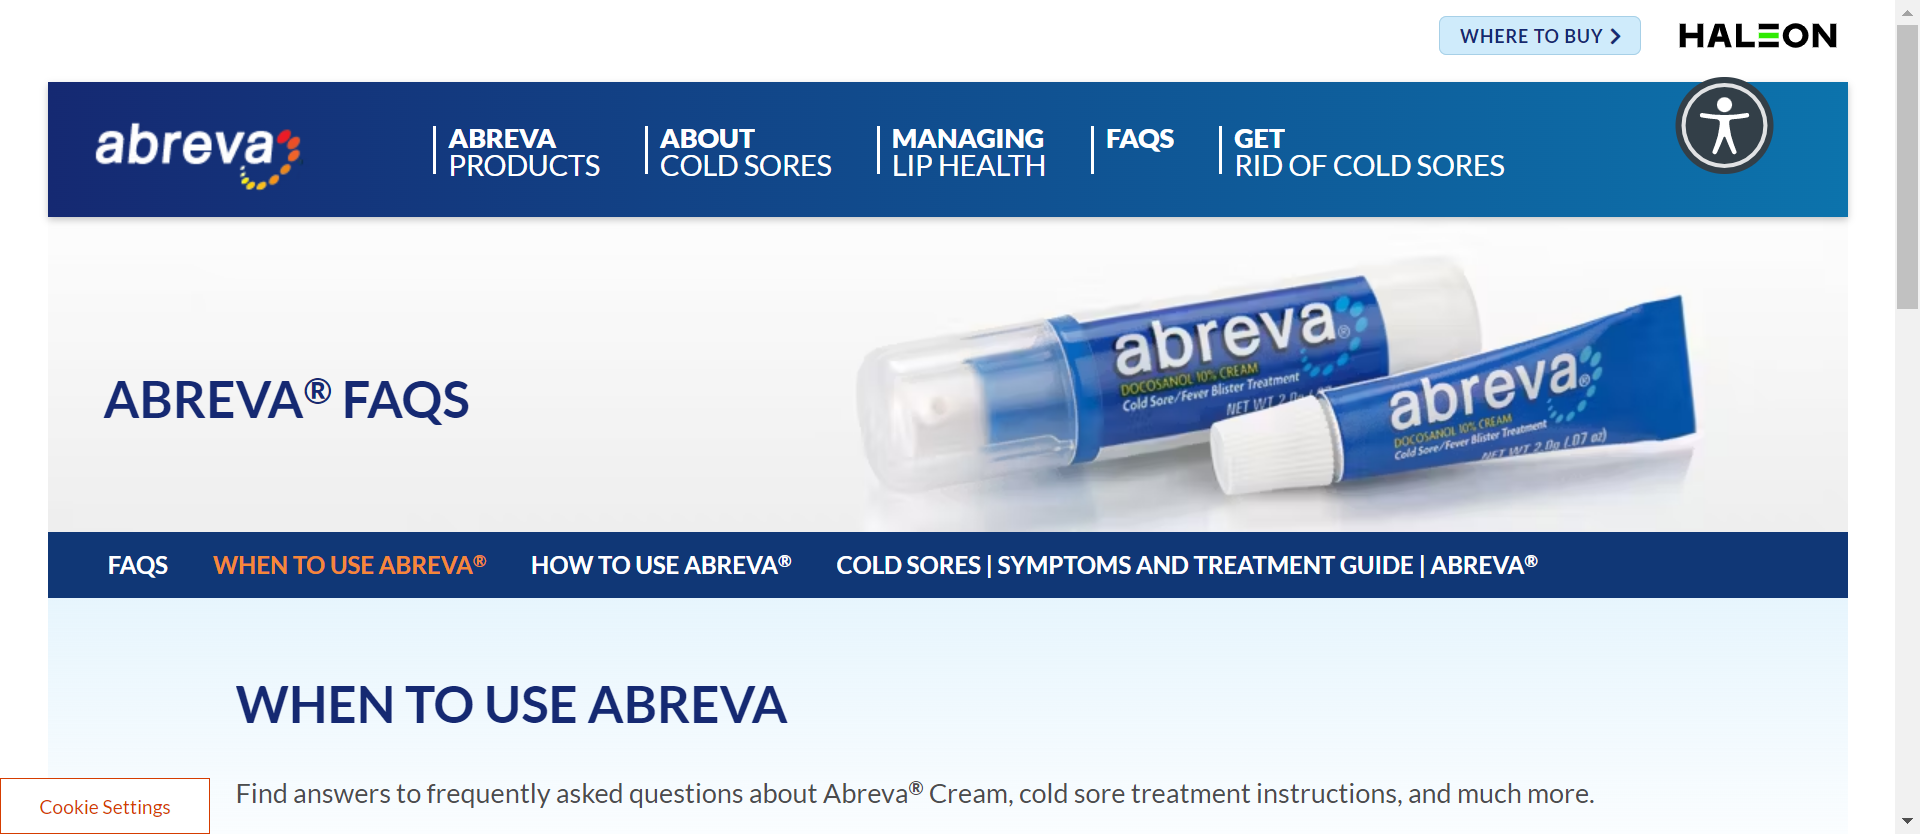 WHERE TO BUY
HALEON
abreva
ABREVA
PRODUCTS
ABOUT
COLD SORES
MANAGING
LIP HEALTH
FAQS
GET
RID OF COLD SORES
abreva®
DOCOSANOL 10% CREAM
Cold Sore/Fever Blister Treatment
NET WT 2.0g
abreva®
DOCOSANOL 10% CREAM
Cold Sore/Fever Blister Treatment
NET WT 2.0g (.07 oz)
ABREVA® FAQS
FAQS
WHEN TO USE ABREVA®
HOW TO USE ABREVA®
COLD SORES | SYMPTOMS AND TREATMENT GUIDE | ABREVA®
WHEN TO USE ABREVA
Find answers to frequently asked questions about Abreva® Cream, cold sore treatment instructions, and much more.
Cookie Settings